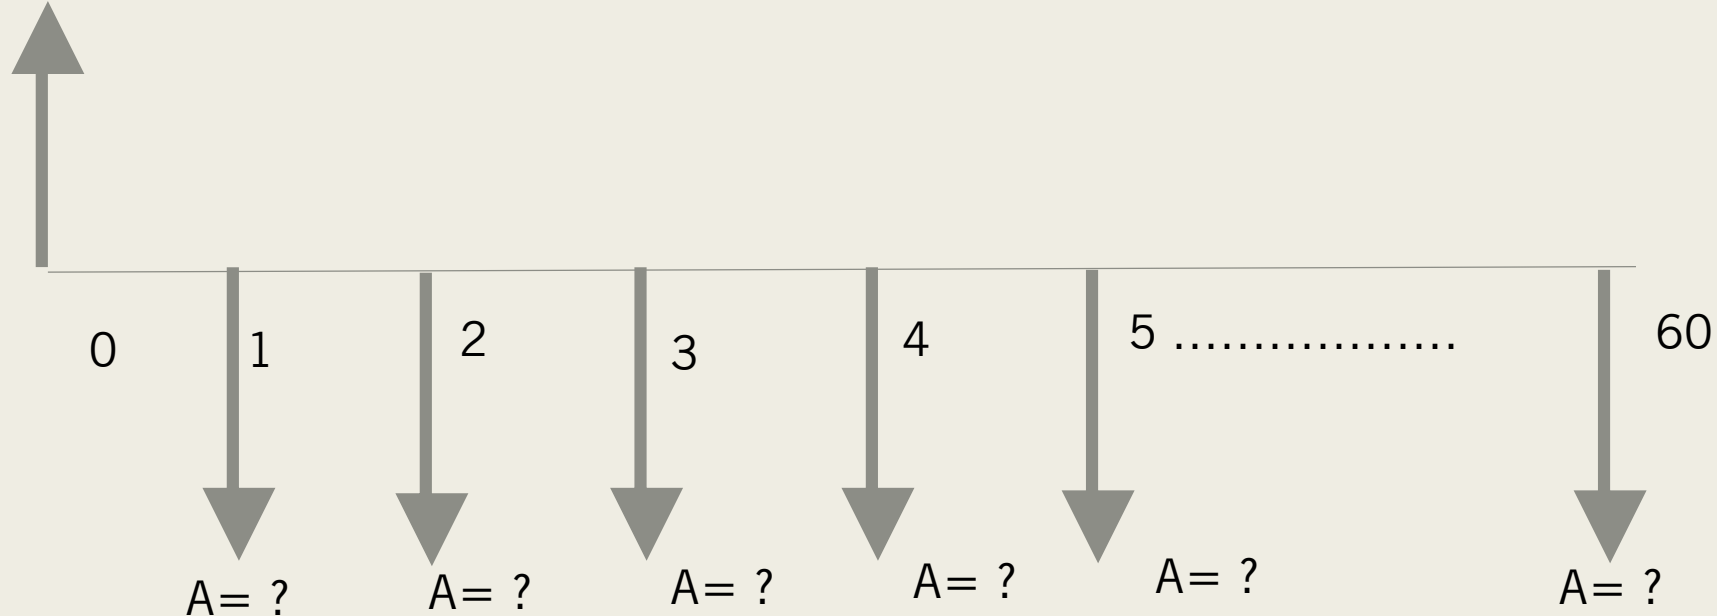 0 1 2 3 4 5 .................. 60
A= ? A= ? A= ? A= ? A= ? A= ?